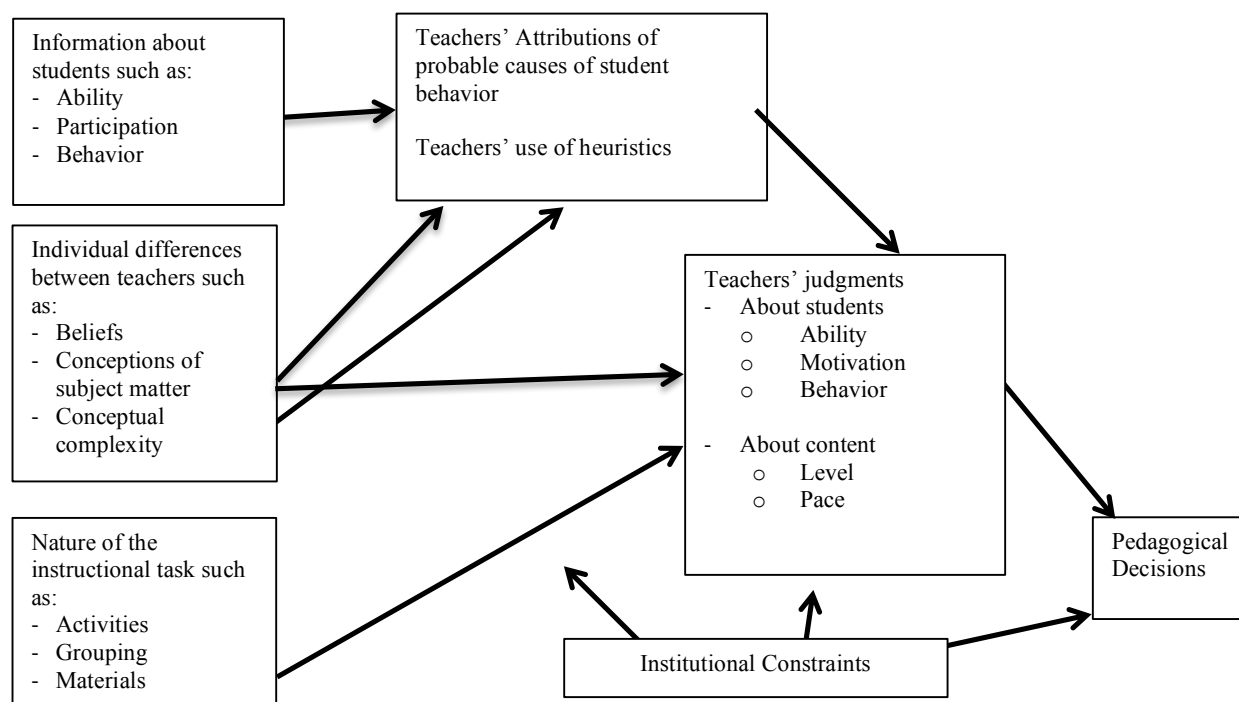 Information about
students such as:
- Ability
- Participation
- Behavior
Teachers’ Attributions of
probable causes of student
behavior
Teachers’ use of heuristics
Individual differences
between teachers such
as:
- Beliefs
- Conceptions of
subject matter
- Conceptual
complexity
Teachers’ judgments
- About students
o Ability
o Motivation
o Behavior
- About content
o Level
o Pace
Nature of the
instructional task such
as:
- Activities
- Grouping
- Materials
Institutional Constraints
Pedagogical
Decisions